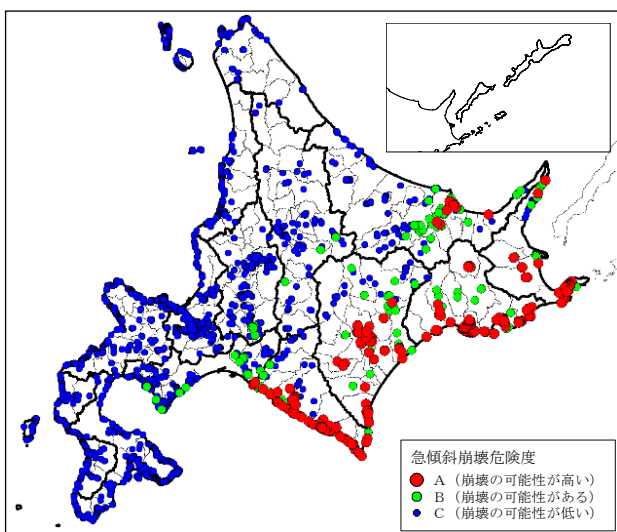 急傾斜崩壊危険度
A（崩壊の可能性が高い）
B（崩壊の可能性がある）
C（崩壊の可能性が低い）